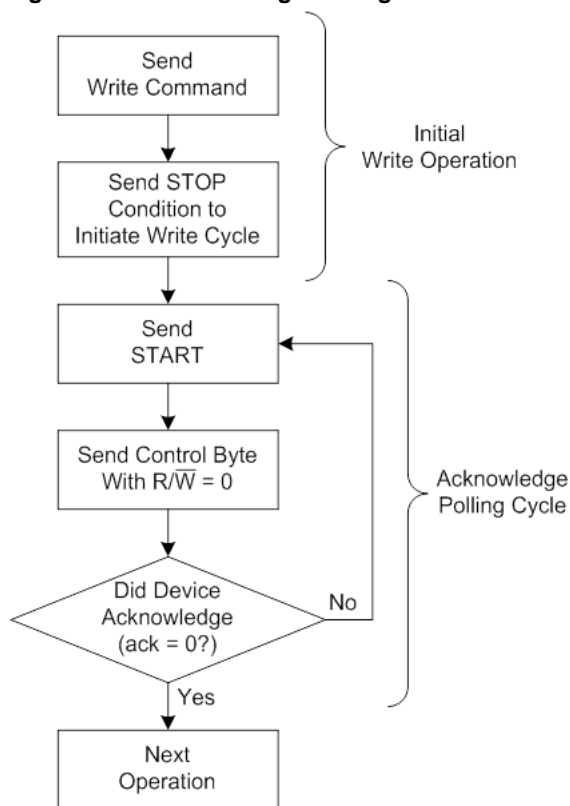 Send
Write Command
Initial
Write Operation
Send STOP
Condition to
Initiate Write Cycle
Send
START
Send Control Byte
With R/W̅ = 0
Acknowledge
Polling Cycle
Did Device
Acknowledge
(ack = 0?)
No
Yes
Next
Operation